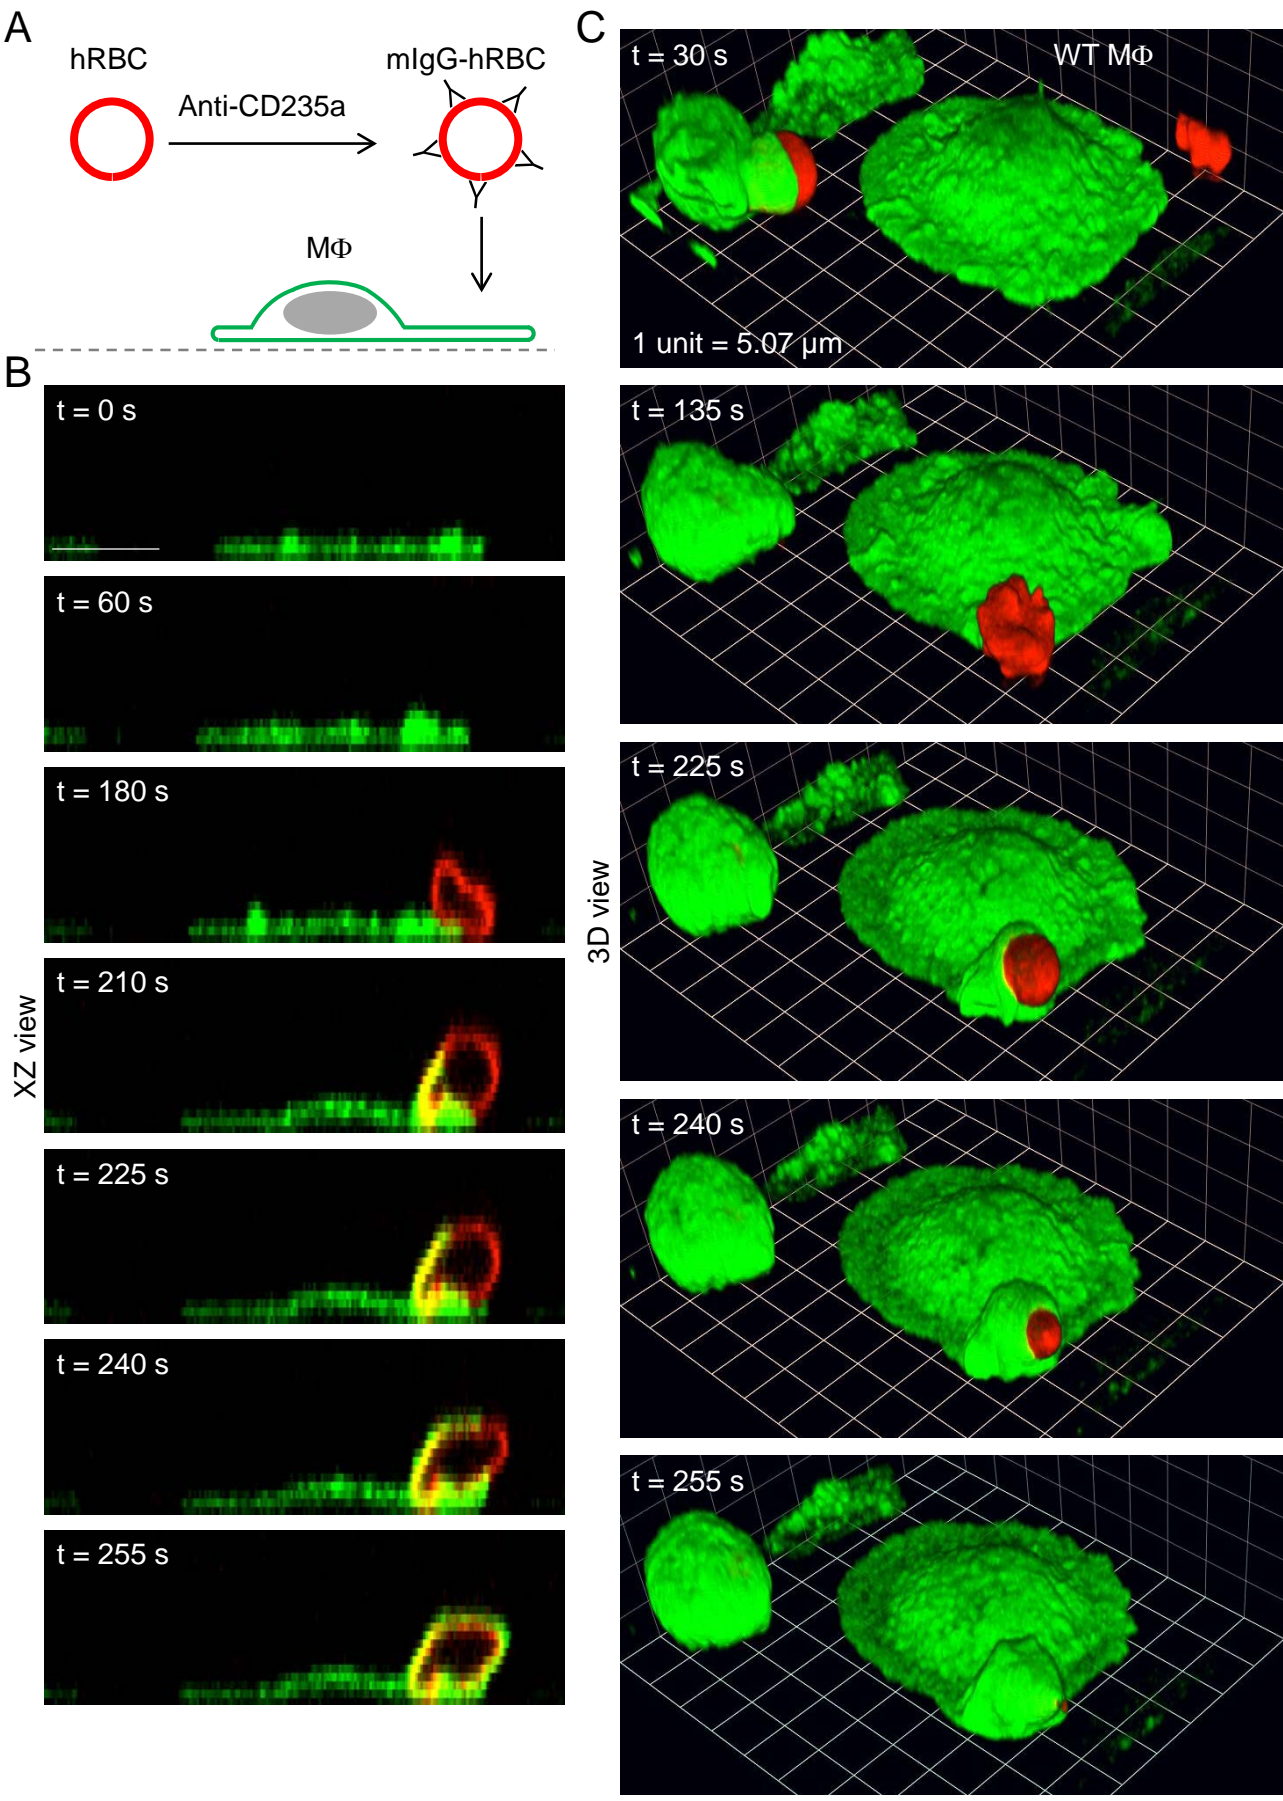 A
hRBC
Anti-CD235a
mIgG-hRBC
MΦ
B
t = 0 s
t = 60 s
t = 180 s
t = 210 s
t = 225 s
t = 240 s
t = 255 s
XZ view
C
t = 30 s
WT MΦ
1 unit = 5.07 µm
t = 135 s
t = 225 s
t = 240 s
t = 255 s
3D view